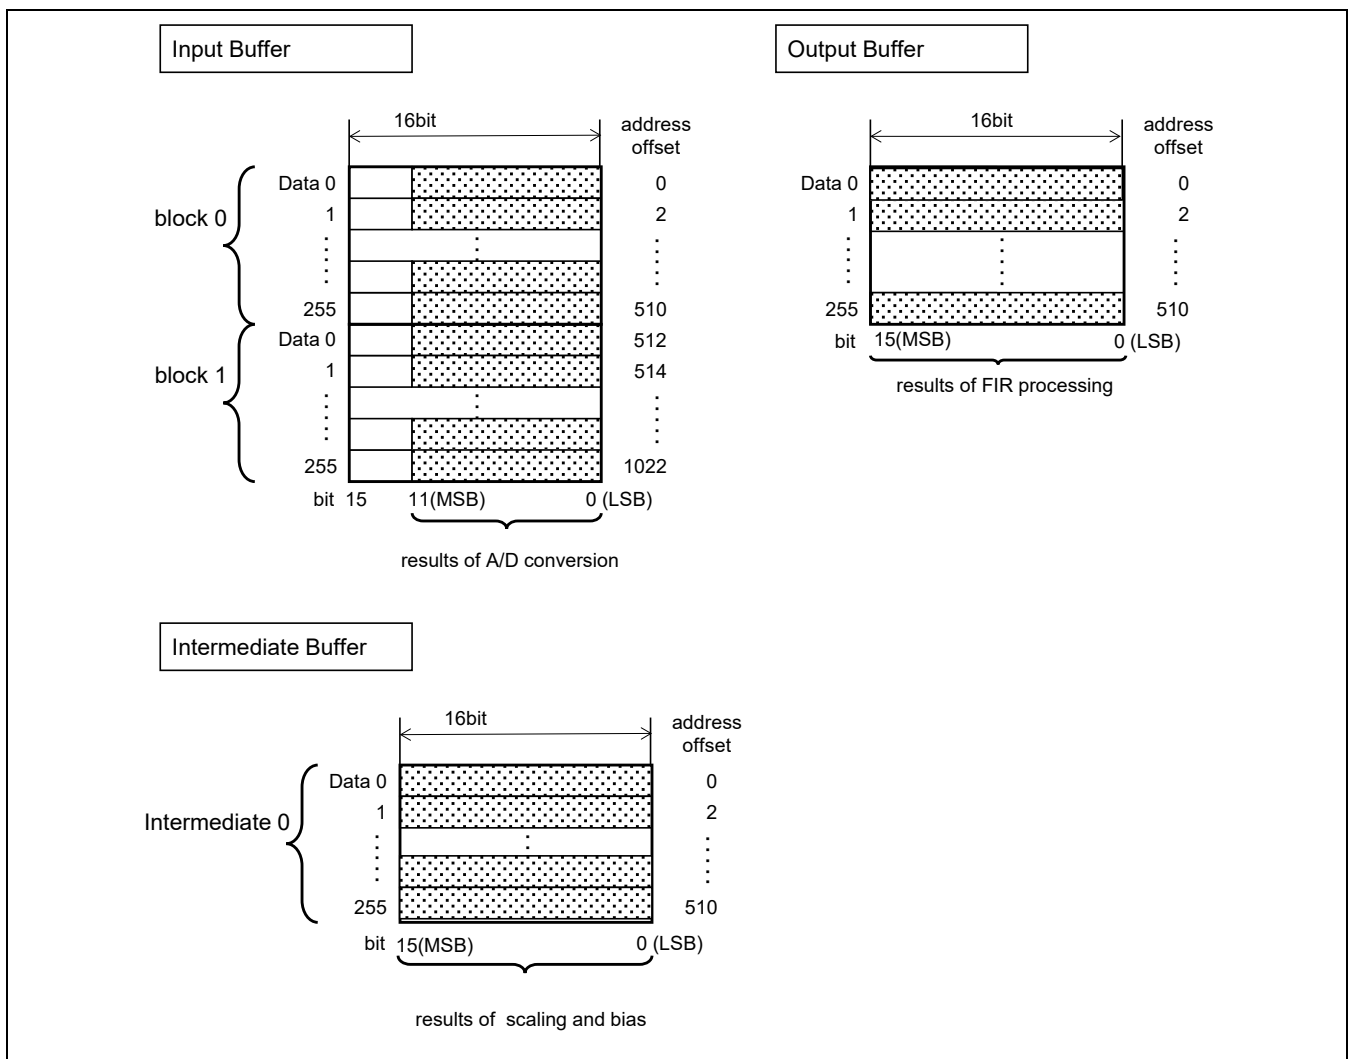 Input Buffer
16bit
address
offset
block 0
Data 0
0
1
2
255
510
block 1
Data 0
512
1
514
255
1022
bit 15
11(MSB)
0 (LSB)
results of A/D conversion
Output Buffer
16bit
address
offset
Data 0
0
1
2
255
510
bit 15(MSB)
0 (LSB)
results of FIR processing
Intermediate Buffer
16bit
address
offset
Intermediate 0
Data 0
0
1
2
255
510
bit 15(MSB)
0 (LSB)
results of scaling and bias